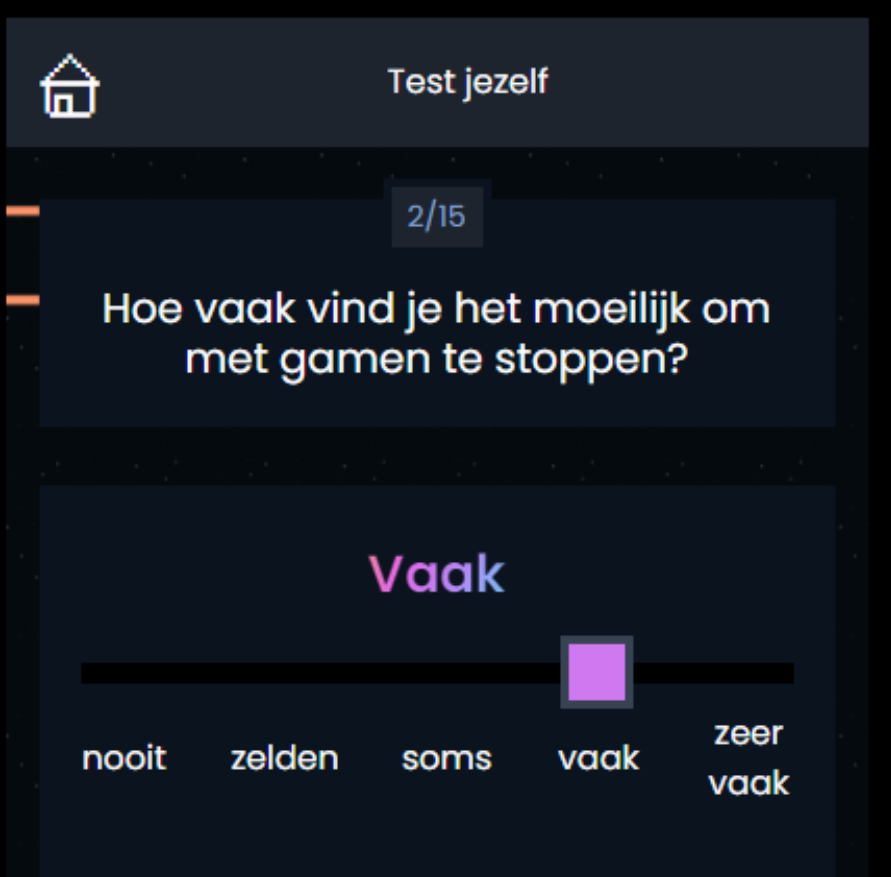 Test jezelf
2/15
Hoe vaak vind je het moeilijk om
met gamen te stoppen?
Vaak
nooit zelden soms vaak zeer vaak